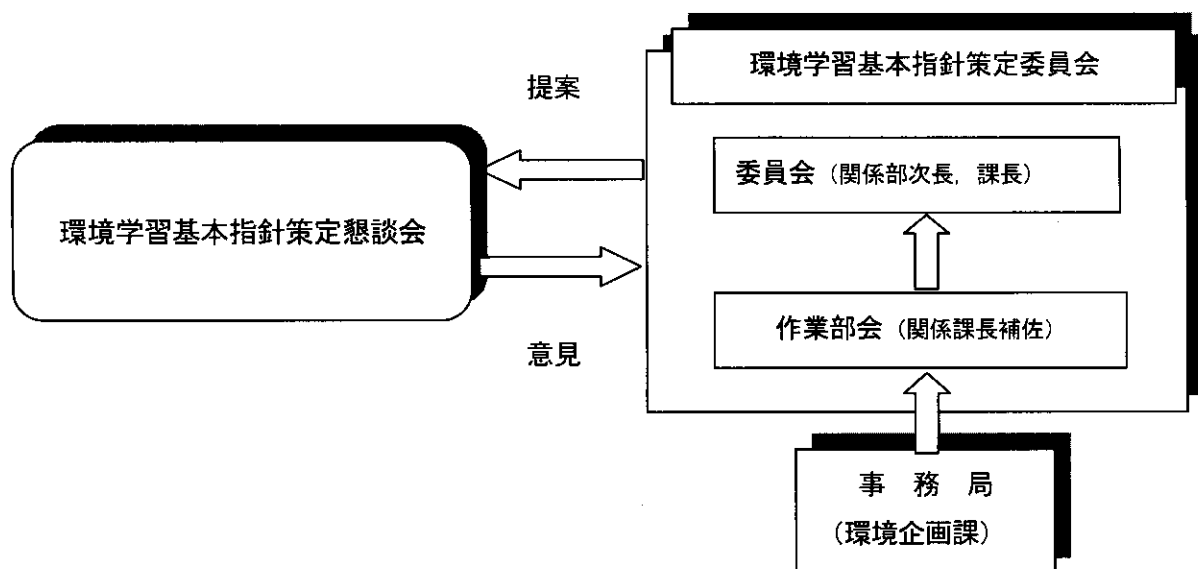 環境学習基本指針策定委員会
提案
委員会（関係部次長，課長）
環境学習基本指針策定懇談会
作業部会（関係課長補佐）
意見
事　務　局
（環境企画課）